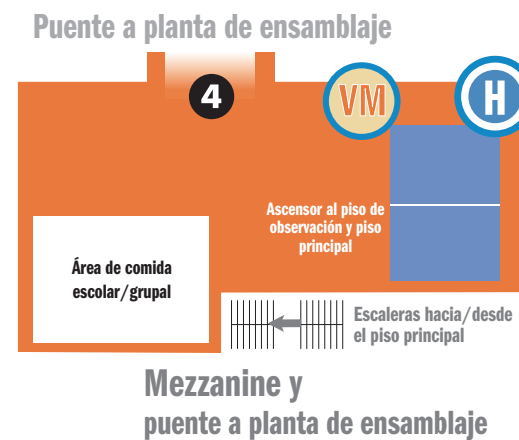 Puente a planta de ensamblaje
4
VM
H
Ascensor al piso de
observación y piso
principal
Área de comida
escolar/grupal
Escaleras hacia/desde
el piso principal
Mezzanine y
puente a planta de ensamblaje